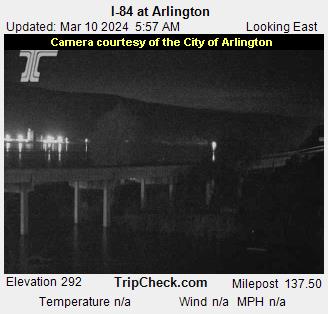 I-84 at Arlington
Updated: Mar 10 2024 5:57 AM Looking East
Camera courtesy of the City of Arlington
Elevation 292 TripCheck.com Milepost 137.50
Temperature n/a Wind n/a MPH n/a